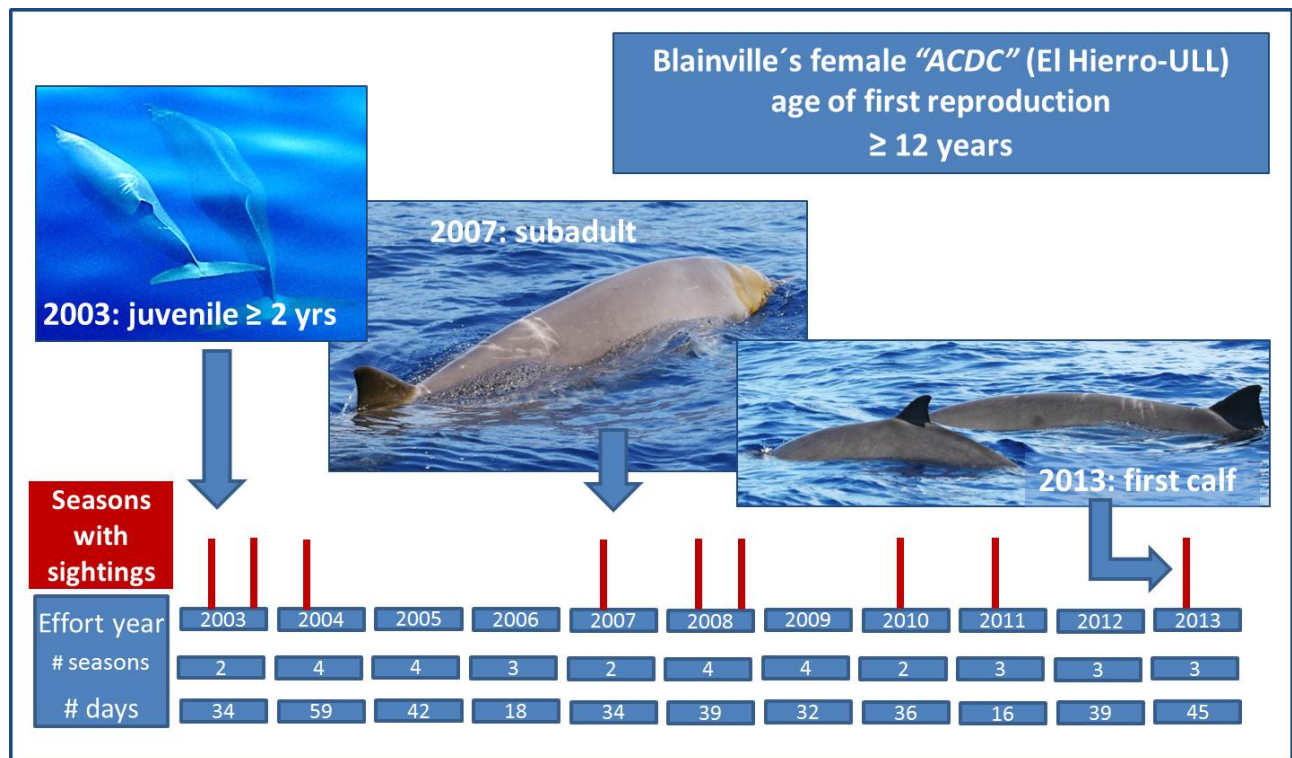 Blainville´s female “ACDC” (El Hierro-ULL)
age of first reproduction
≥ 12 years
2003: juvenile ≥ 2 yrs
2007: subadult
2013: first calf
Seasons
with
sightings
Effort year 2003 2004 2005 2006 2007 2008 2009 2010 2011 2012 2013
# seasons 2 4 4 3 2 4 4 2 3 3 3
# days 34 59 42 18 34 39 32 36 16 39 45